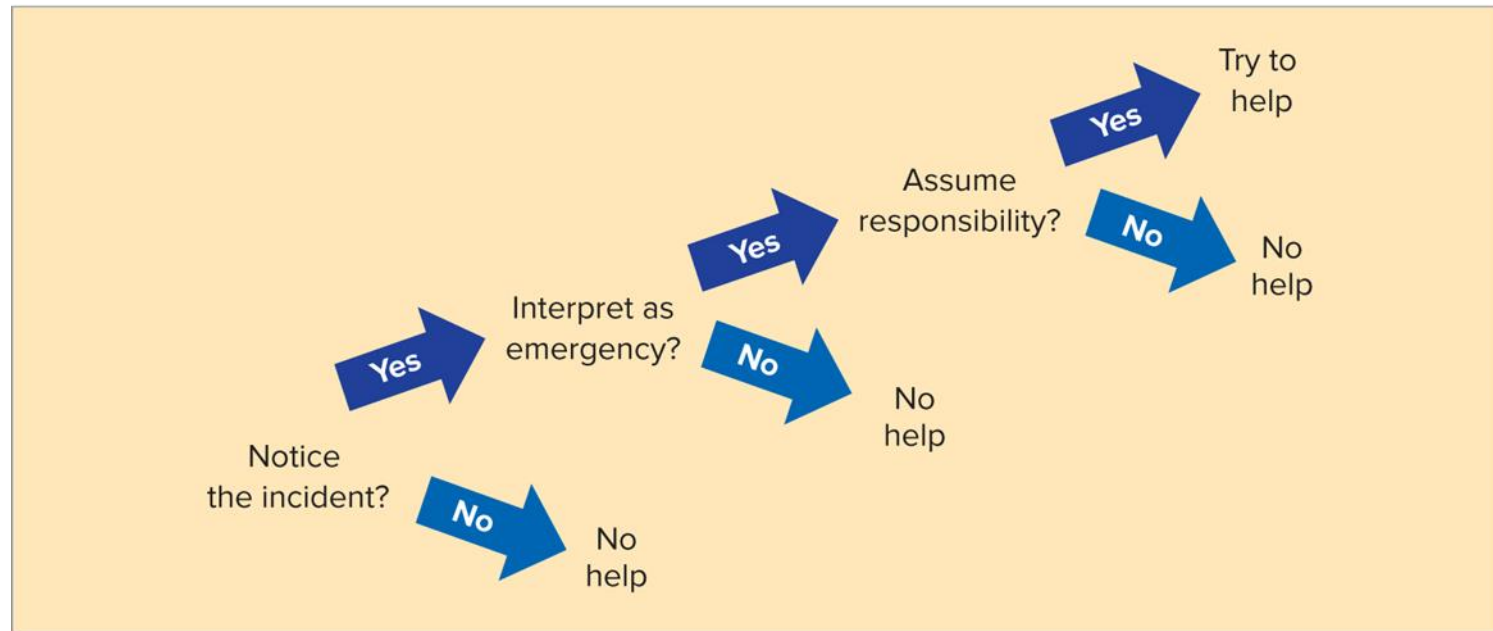 Notice
the incident?
Yes
No
No
help
Interpret as
emergency?
Yes
No
No
help
Assume
responsibility?
Yes
No
Try to
help
No
help